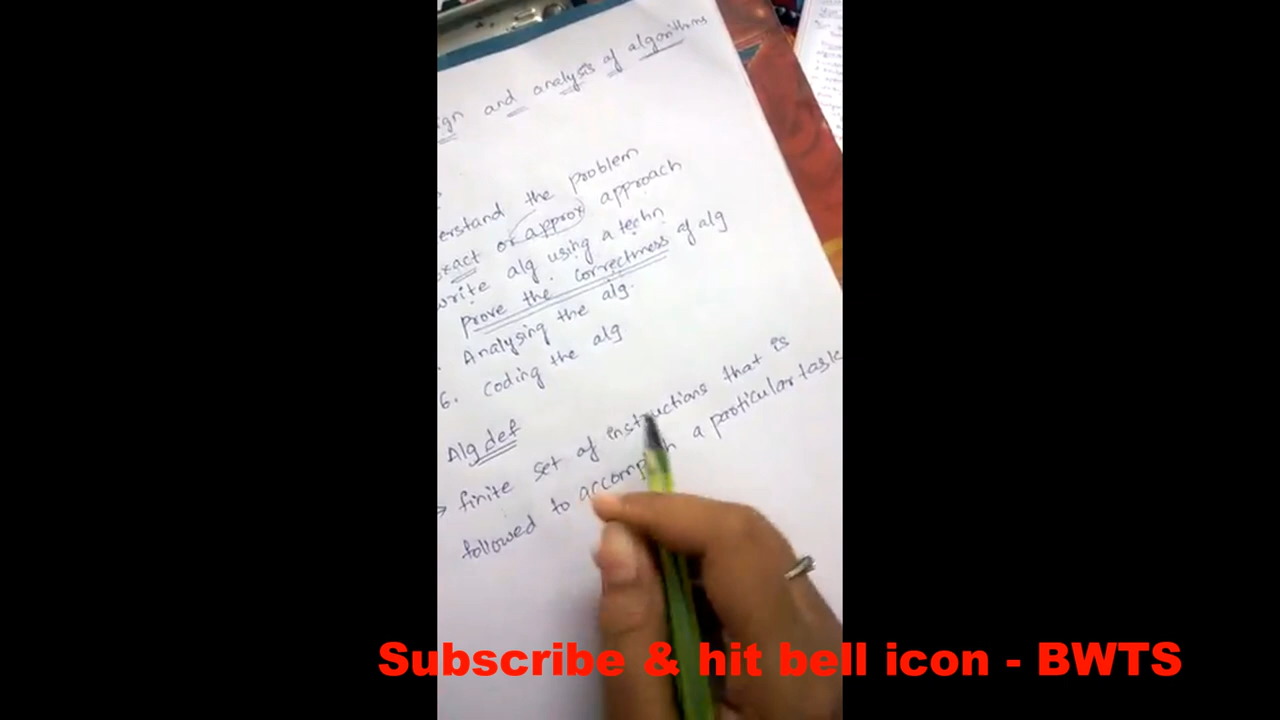 ign and analysis of algorithms
erstand the problem
exact or approx approach
write alg using a techn
prove the correctness of alg
. Analysing the alg.
6. coding the alg
Alg def
→ finite set of instructions that is
followed to accomplish a particular task
Subscribe & hit bell icon - BWTS